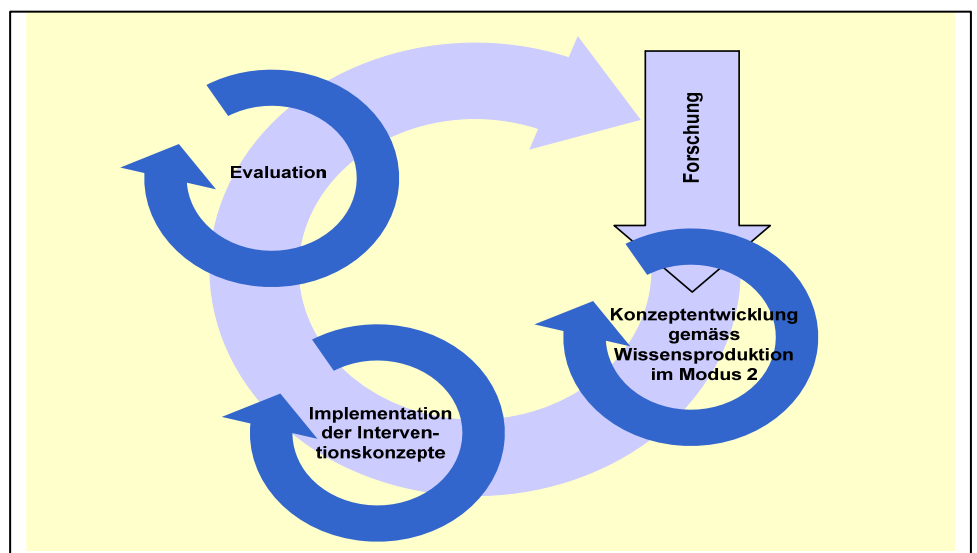 Forschung
Evaluation
Konzeptentwicklung
gemäss
Wissensproduktion
im Modus 2
Implementation
der Interven-
tionskonzepte